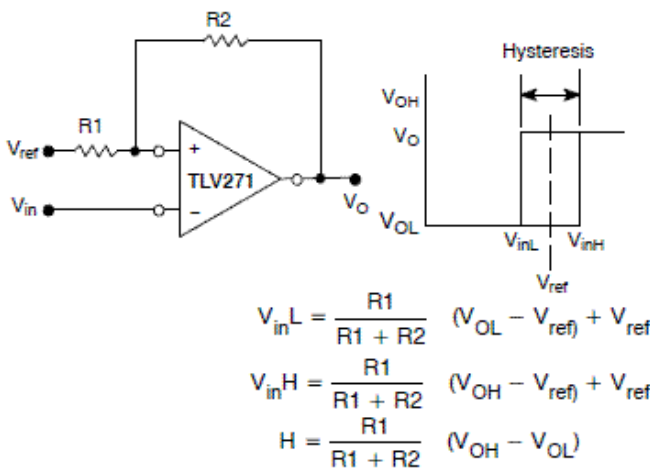 R2
R1
Vref
Vin
+
−
TLV271
VO
Hysteresis
VOH
VO
VOL
VinL
VinH
Vref
VinL = R1 / R1 + R2 (VOL − Vref) + Vref
VinH = R1 / R1 + R2 (VOH − Vref) + Vref
H = R1 / R1 + R2 (VOH − VOL)